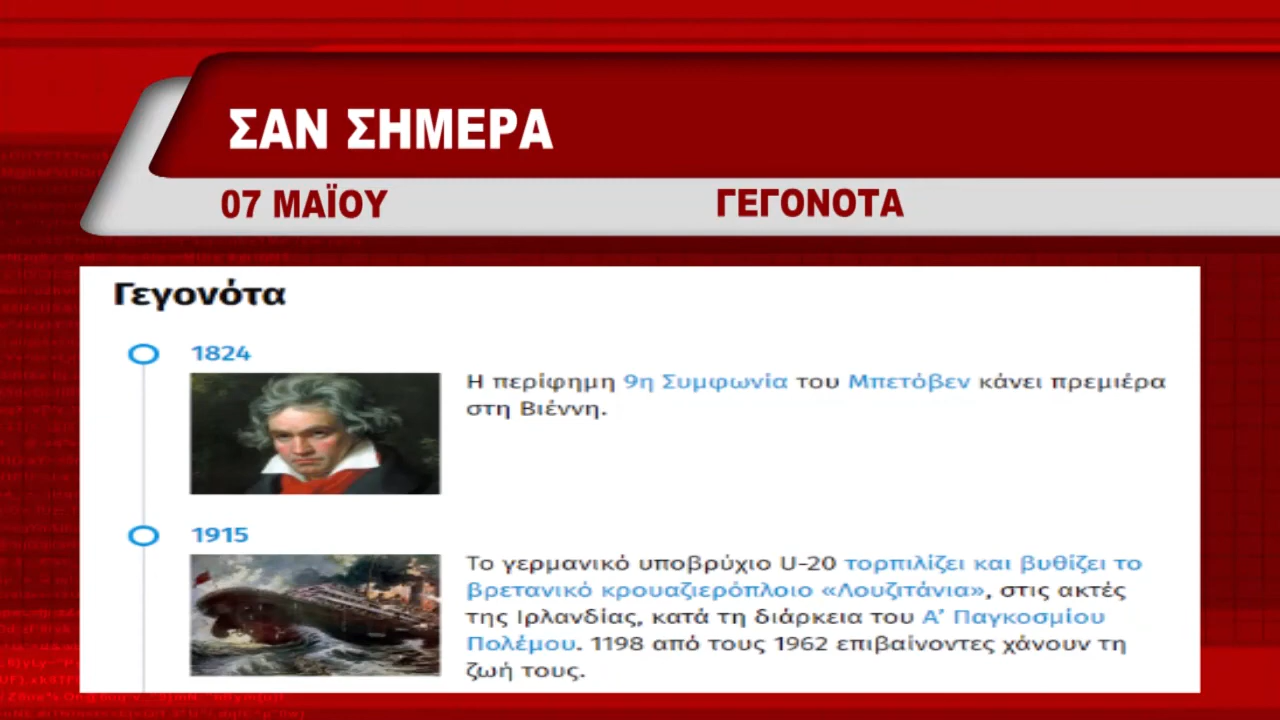 ΣΑΝ ΣΗΜΕΡΑ
07 ΜΑΪΟΥ
ΓΕΓΟΝΟΤΑ
Γεγονότα
1824
Η περίφημη 9η Συμφωνία του Μπετόβεν κάνει πρεμιέρα
στη Βιέννη.
1915
Το γερμανικό υποβρύχιο U-20 τορπιλίζει και βυθίζει το
βρετανικό κρουαζιερόπλοιο «Λουζιτάνια», στις ακτές
της Ιρλανδίας, κατά τη διάρκεια του Α’ Παγκοσμίου
Πολέμου. 1198 από τους 1962 επιβαίνοντες χάνουν τη
ζωή τους.